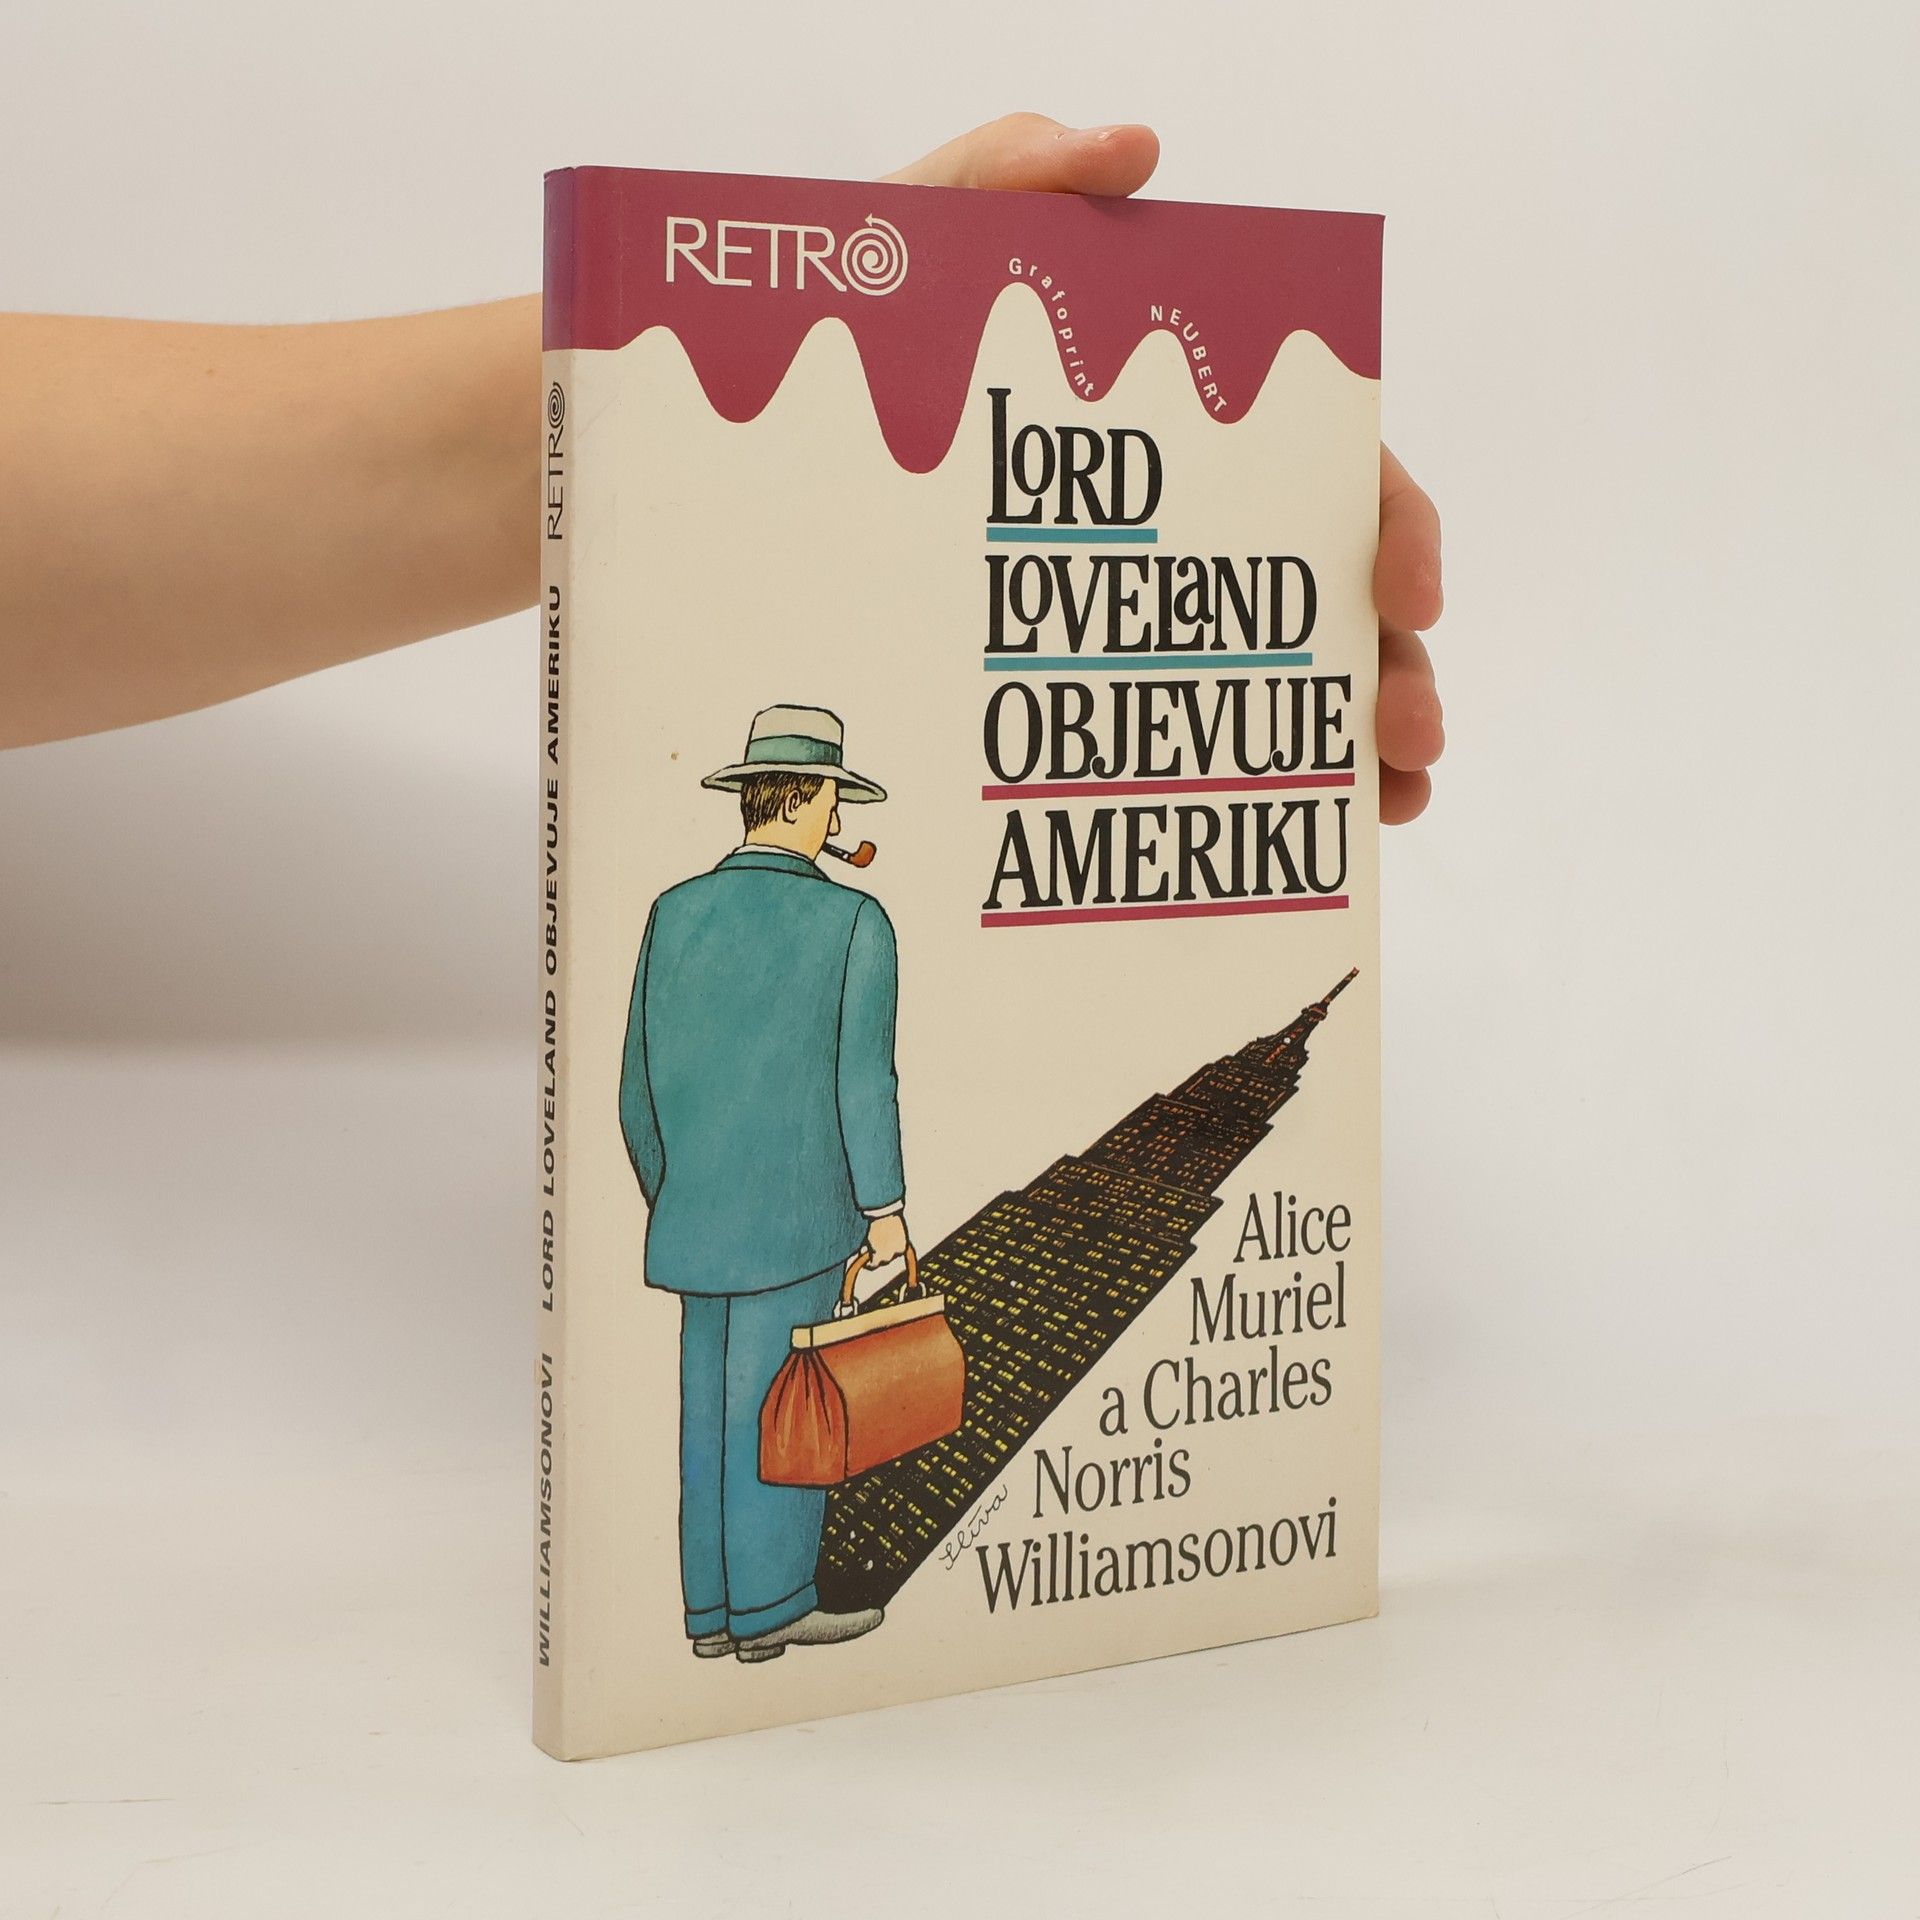 RETRO
Grafoprint
NEUBERT
LORD
LOVELaND
OBJEVUJE
AMERIKU
Alice
Muriel
a Charles
Norris
Williamsonovi
Slíva
WILLIAMSONOVI LORD LOVELAND OBJEVUJE AMERIKU RETRO